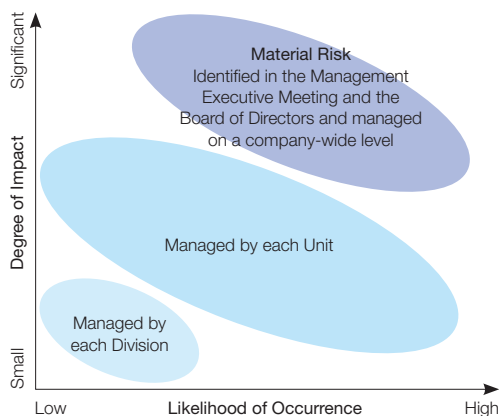 Significant
Degree of Impact
Small
Material Risk
Identified in the Management
Executive Meeting and the
Board of Directors and managed
on a company-wide level
Managed by each Unit
Managed by
each Division
Low
Likelihood of Occurrence
High